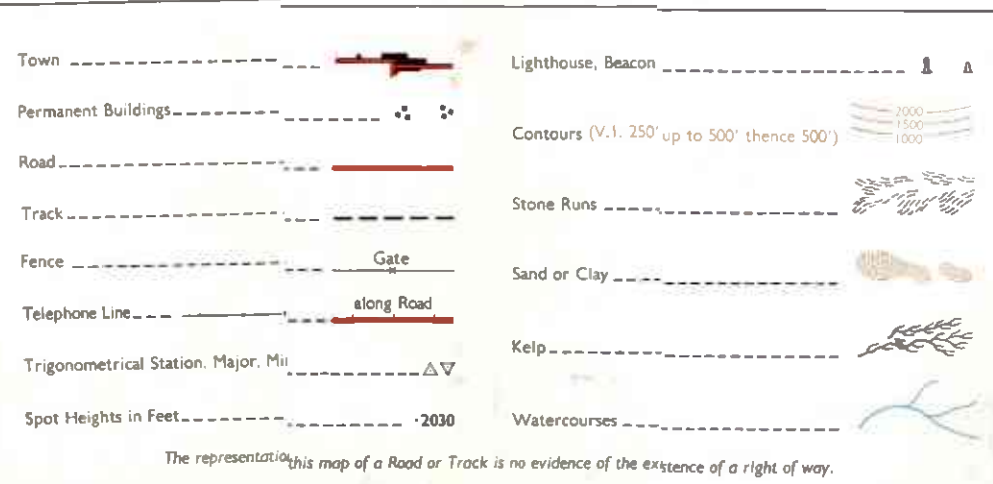 Town
Permanent Buildings
Road
Track
Fence Gate
Telephone Line along Road
Trigonometrical Station. Major, 
Spot Heights in Feet ·2030
Lighthouse, Beacon
Contours (V.I. 250' up to 500' thence 500') 2000
1500
1000
Stone Runs
Sand or Clay
Kelp
Watercourses
The this map of a Road or Track is no evidence of the existence of a right of way.